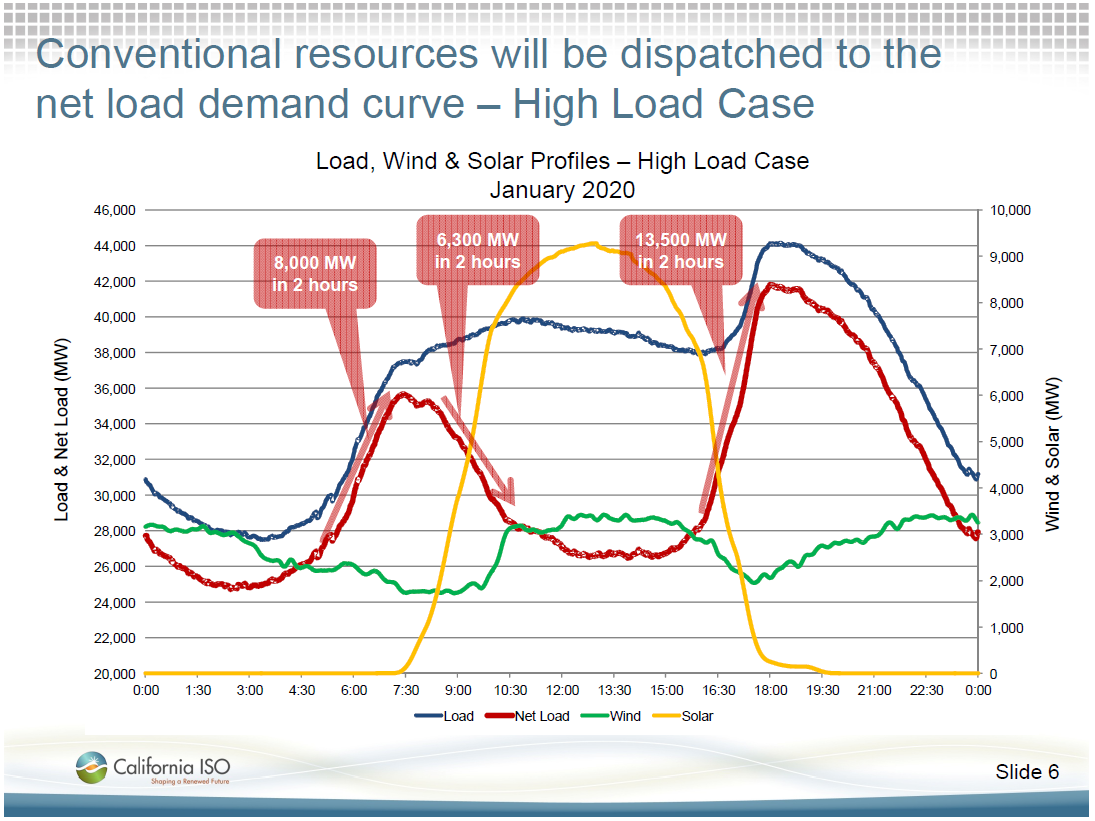 Conventional resources will be dispatched to the
net load demand curve – High Load Case
Load, Wind & Solar Profiles – High Load Case
January 2020
Load & Net Load (MW)
46,000
44,000
42,000
40,000
38,000
36,000
34,000
32,000
30,000
28,000
26,000
24,000
22,000
20,000
8,000 MW
in 2 hours
6,300 MW
in 2 hours
13,500 MW
in 2 hours
10,000
9,000
8,000
7,000
6,000
5,000
4,000
3,000
2,000
1,000
0
Wind & Solar (MW)
0:00 1:30 3:00 4:30 6:00 7:30 9:00 10:30 12:00 13:30 15:00 16:30 18:00 19:30 21:00 22:30 0:00
Load Net Load Wind Solar
California ISO
Shaping a Renewed Future
Slide 6